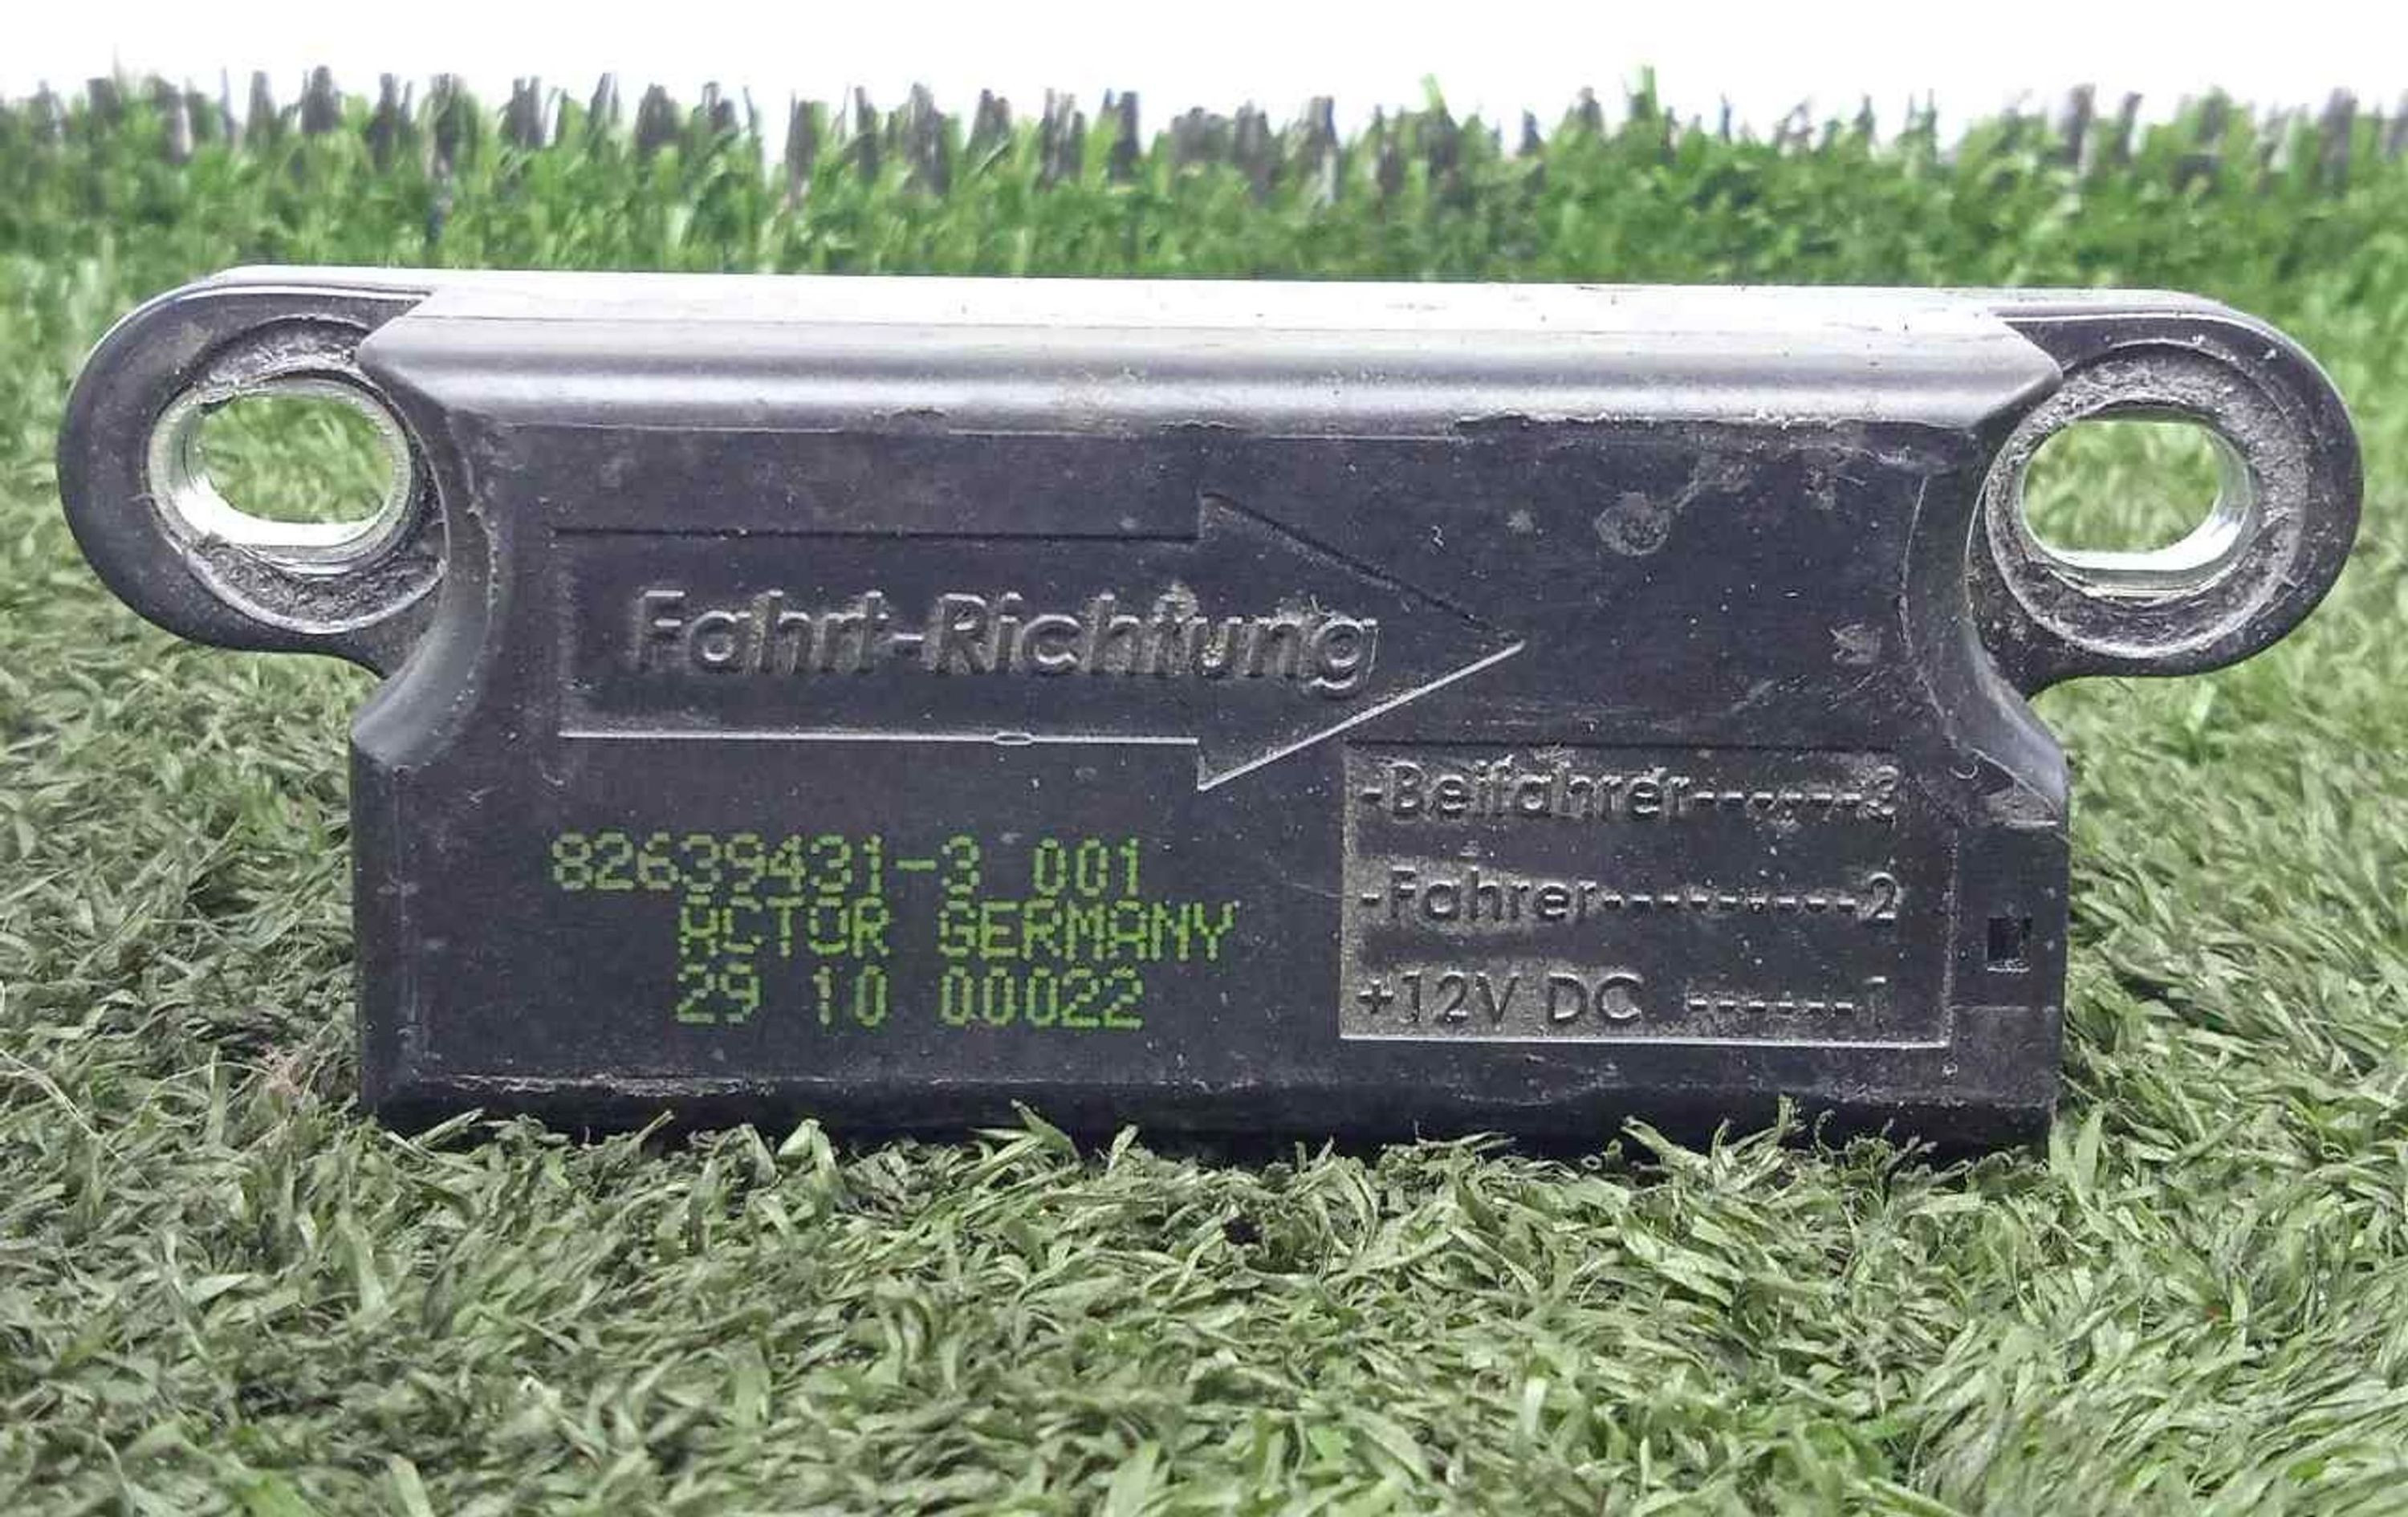 Fahrt-Richtung
-Beifahrer-------3
-Fahrer----------2
+12V DC ------1
82639431-3 001
ACTOR GERMANY
29 10 00022